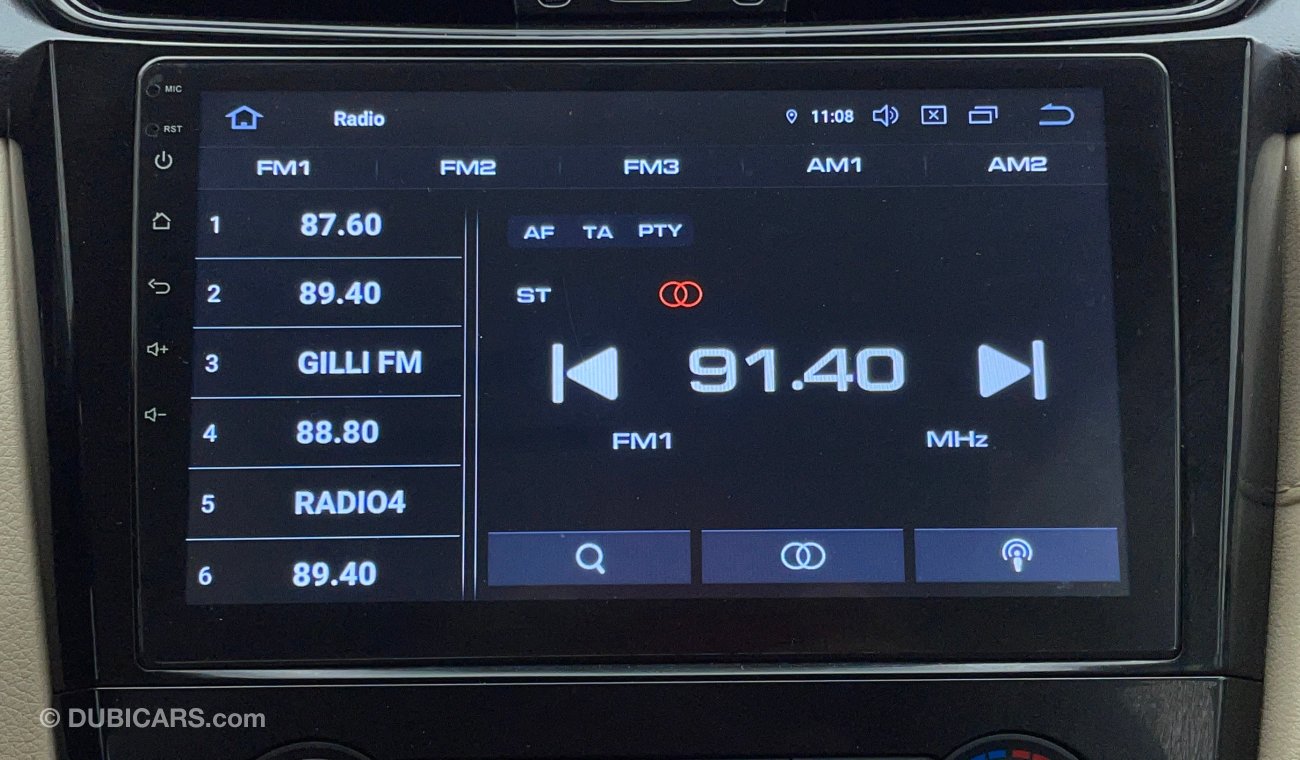 MIC
RST
Radio 11:08
FM1 FM2 FM3 AM1 AM2
1 87.60
2 89.40
3 GILLI FM
4 88.80
5 RADIO4
6 89.40
AF TA PTY
ST
91.40
FM1 MHz
© DUBICARS.com